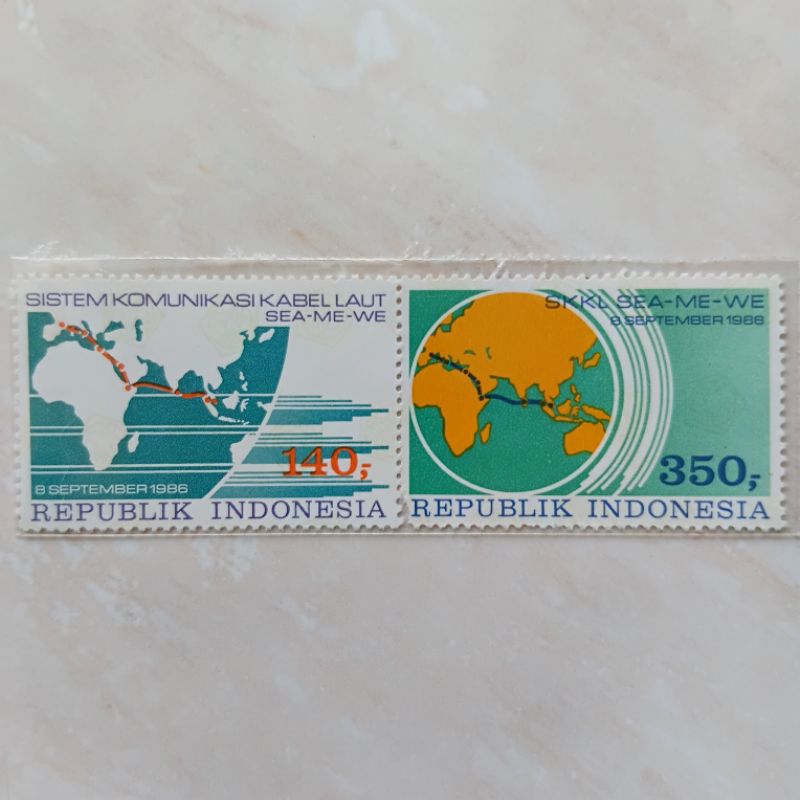 SISTEM KOMUNIKASI KABEL LAUT
SEA-ME-WE
140,-
8 SEPTEMBER 1986
REPUBLIK INDONESIA
SKKL SEA-ME-WE
8 SEPTEMBER 1986
350,-
REPUBLIK INDONESIA